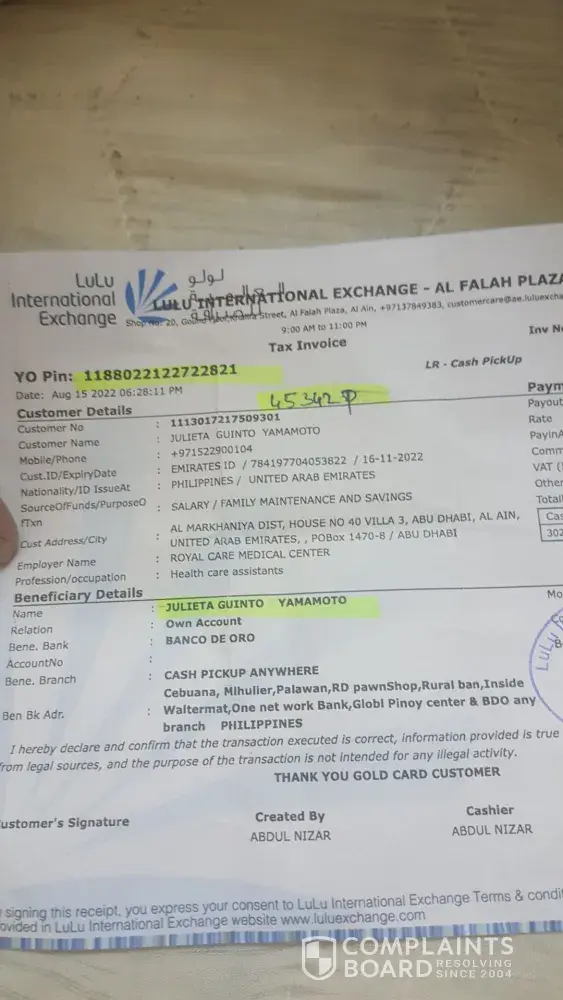 LuLu
International
Exchange
لولو
LULU INTERNATIONAL EXCHANGE - AL FALAH PLAZA
Shop No: 20, Street, Al Falah Plaza, Al Ain, +97137849383, customercare@ae.luluexcha
9:00 AM to 11:00 PM
Tax Invoice
Inv N
LR - Cash PickUp
YO Pin: 1188022122722821
Date: Aug 15 2022 06:28:11 PM
45342 P
Customer Details
Customer No : 1113017217509301
Customer Name : JULIETA GUINTO YAMAMOTO
Mobile/Phone : +971522900104
Cust.ID/ExpiryDate : EMIRATES ID / 784197704053822 / 16-11-2022
Nationality/ID IssueAt : PHILIPPINES / UNITED ARAB EMIRATES
SourceOfFunds/PurposeO
fTxn : SALARY / FAMILY MAINTENANCE AND SAVINGS
Cust Address/City : AL MARKHANIYA DIST, HOUSE NO 40 VILLA 3, ABU DHABI, AL AIN,
UNITED ARAB EMIRATES, , POBox 1470-8 / ABU DHABI
Employer Name : ROYAL CARE MEDICAL CENTER
Profession/occupation : Health care assistants
Paym
Payout
Rate
PayinA
Comm
VAT (
Other
Total
Cas
302
Beneficiary Details
Name : JULIETA GUINTO YAMAMOTO
Relation : Own Account
Bene. Bank : BANCO DE ORO
AccountNo :
Bene. Branch : CASH PICKUP ANYWHERE
Ben Bk Adr. : Cebuana, Mlhulier,Palawan,RD pawnShop,Rural ban,Inside
Waltermat,One net work Bank,Globl Pinoy center & BDO any
branch PHILIPPINES
Mo
LULU
I hereby declare and confirm that the transaction executed is correct, information provided is true
from legal sources, and the purpose of the transaction is not intended for any illegal activity.
THANK YOU GOLD CARD CUSTOMER
ustomer's Signature
Created By
ABDUL NIZAR
Cashier
ABDUL NIZAR
signing this receipt, you express your consent to LuLu International Exchange Terms & condit
ovided in LuLu International Exchange website www.luluexchange.com
COMPLAINTS
BOARD RESOLVING
SINCE 2004